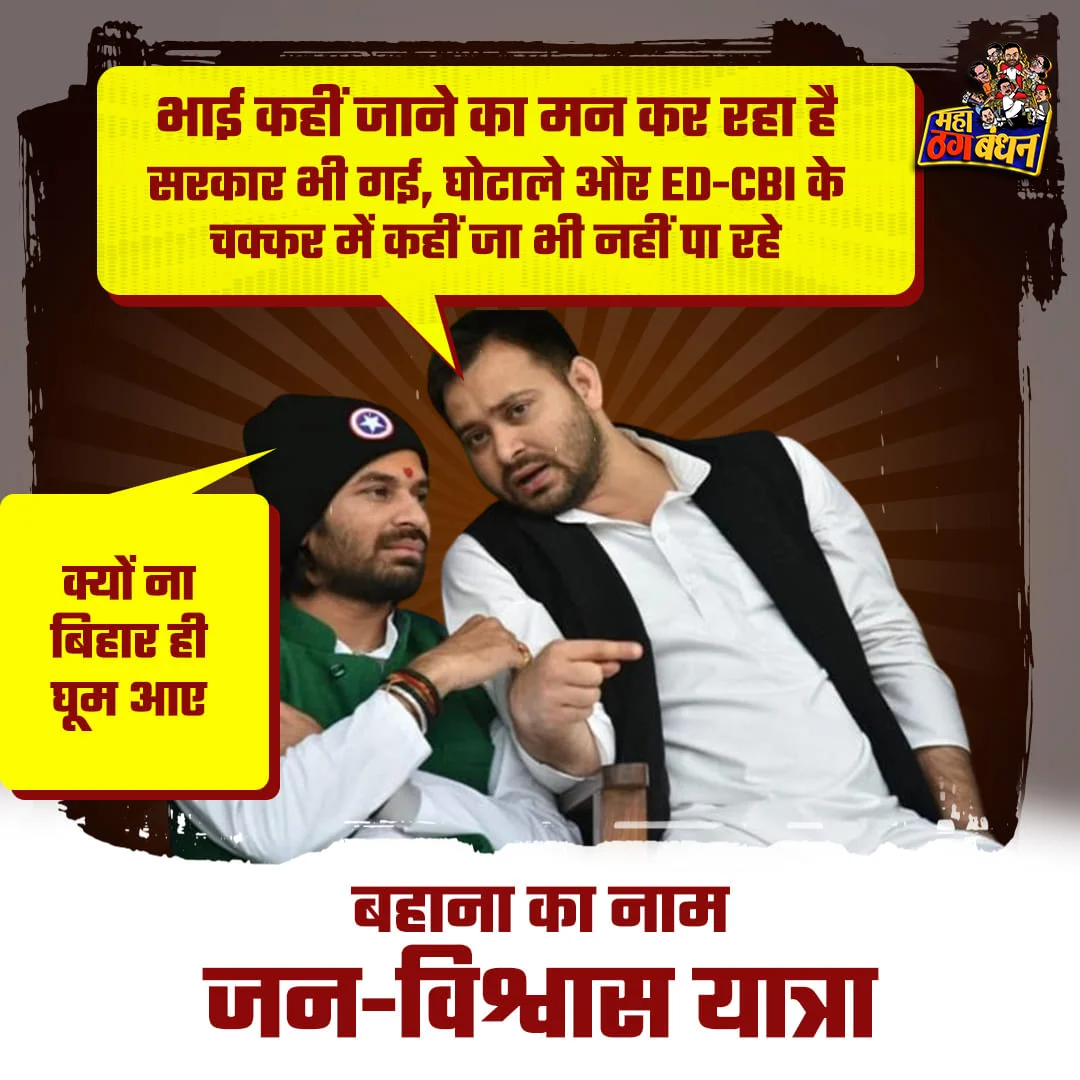 भाई कहीं जाने का मन कर रहा है
सरकार भी गई, घोटाले और ED-CBI के
चक्कर में कहीं जा भी नहीं पा रहे
महा
ठगबंधन
क्यों ना
बिहार ही
घूम आए
बहाना का नाम
जन-विश्वास यात्रा